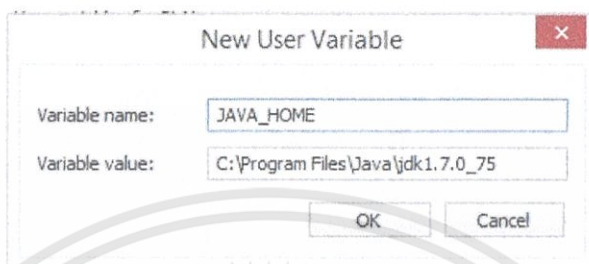 New User Variable
Variable name: JAVA_HOME
Variable value: C:\Program Files\Java\jdk1.7.0_75
OK Cancel